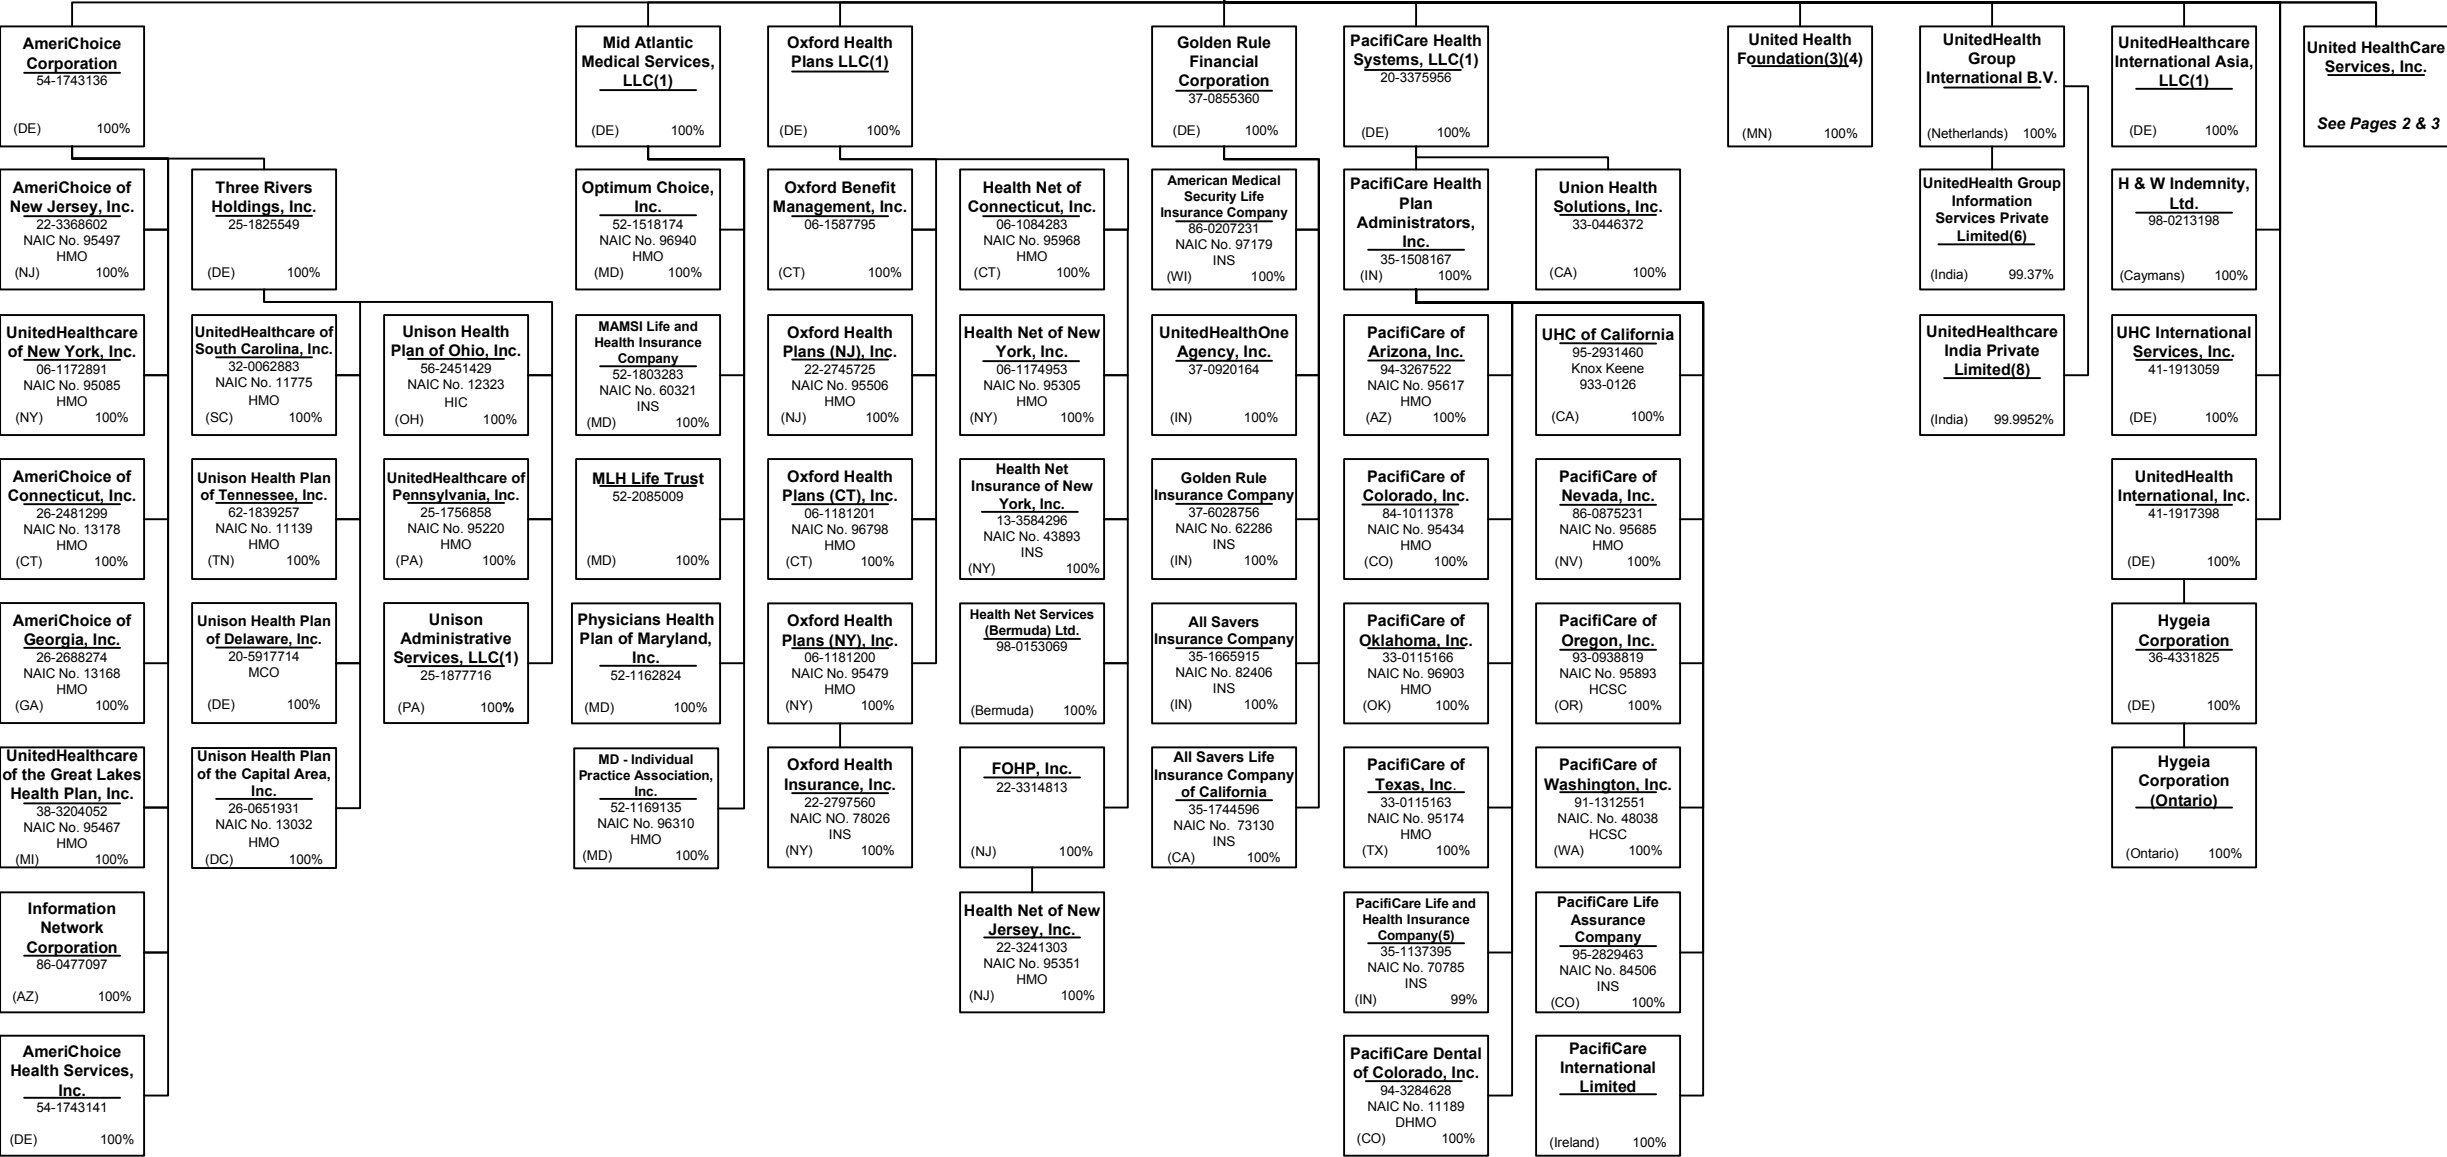 AmeriChoice
Corporation
54-1743136
(DE) 100%
Mid Atlantic
Medical Services,
LLC(1)
(DE) 100%
Oxford Health
Plans LLC(1)
(DE) 100%
Golden Rule
Financial
Corporation
37-0855360
(DE) 100%
PacifiCare Health
Systems, LLC(1)
20-3375956
(DE) 100%
United Health
Foundation(3)(4)
(MN) 100%
UnitedHealth
Group
International B.V.
(Netherlands) 100%
UnitedHealthcare
International Asia,
LLC(1)
(DE) 100%
United HealthCare
Services, Inc.
See Pages 2 & 3
AmeriChoice of
New Jersey, Inc.
22-3368602
NAIC No. 95497
HMO
(NJ) 100%
Three Rivers
Holdings, Inc.
25-1825549
(DE) 100%
Optimum Choice,
Inc.
52-1518174
NAIC No. 96940
HMO
(MD) 100%
Oxford Benefit
Management, Inc.
06-1587795
(CT) 100%
Health Net of
Connecticut, Inc.
06-1084283
NAIC No. 95968
HMO
(CT) 100%
American Medical
Security Life
Insurance Company
86-0207231
NAIC No. 97179
INS
(WI) 100%
PacifiCare Health
Plan
Administrators,
Inc.
35-1508167
(IN) 100%
Union Health
Solutions, Inc.
33-0446372
(CA) 100%
UnitedHealth Group
Information
Services Private
Limited(6)
(India) 99.37%
H & W Indemnity,
Ltd.
98-0213198
(Caymans) 100%
UnitedHealthcare
of New York, Inc.
06-1172891
NAIC No. 95085
HMO
(NY) 100%
UnitedHealthcare of
South Carolina, Inc.
32-0062883
NAIC No. 11775
HMO
(SC) 100%
Unison Health
Plan of Ohio, Inc.
56-2451429
NAIC No. 12323
HIC
(OH) 100%
MAMSI Life and
Health Insurance
Company
52-1803283
NAIC No. 60321
INS
(MD) 100%
Oxford Health
Plans (NJ), Inc.
22-2745725
NAIC No. 95506
HMO
(NJ) 100%
Health Net of New
York, Inc.
06-1174953
NAIC No. 95305
HMO
(NY) 100%
UnitedHealthOne
Agency, Inc.
37-0920164
(IN) 100%
PacifiCare of
Arizona, Inc.
94-3267522
NAIC No. 95617
HMO
(AZ) 100%
UHC of California
95-2931460
Knox Keene
933-0126
(CA) 100%
UnitedHealthcare
India Private
Limited(8)
(India) 99.9952%
UHC International
Services, Inc.
41-1913059
(DE) 100%
AmeriChoice of
Connecticut, Inc.
26-2481299
NAIC No. 13178
HMO
(CT) 100%
Unison Health Plan
of Tennessee, Inc.
62-1839257
NAIC No. 11139
HMO
(TN) 100%
UnitedHealthcare of
Pennsylvania, Inc.
25-1756858
NAIC No. 95220
HMO
(PA) 100%
MLH Life Trust
52-2085009
(MD) 100%
Oxford Health
Plans (CT), Inc.
06-1181201
NAIC No. 96798
HMO
(CT) 100%
Health Net
Insurance of New
York, Inc.
13-3584296
NAIC No. 43893
INS
(NY) 100%
Golden Rule
Insurance Company
37-6028756
NAIC No. 62286
INS
(IN) 100%
PacifiCare of
Colorado, Inc.
84-1011378
NAIC No. 95434
HMO
(CO) 100%
PacifiCare of
Nevada, Inc.
86-0875231
NAIC No. 95685
HMO
(NV) 100%
UnitedHealth
International, Inc.
41-1917398
(DE) 100%
AmeriChoice of
Georgia, Inc.
26-2688274
NAIC No. 13168
HMO
(GA) 100%
Unison Health Plan
of Delaware, Inc.
20-5917714
MCO
(DE) 100%
Unison
Administrative
Services, LLC(1)
25-1877716
(PA) 100%
Physicians Health
Plan of Maryland,
Inc.
52-1162824
(MD) 100%
Oxford Health
Plans (NY), Inc.
06-1181200
NAIC No. 95479
HMO
(NY) 100%
Health Net Services
(Bermuda) Ltd.
98-0153069
(Bermuda) 100%
All Savers
Insurance Company
35-1665915
NAIC No. 82406
INS
(IN) 100%
PacifiCare of
Oklahoma, Inc.
33-0115166
NAIC No. 96903
HMO
(OK) 100%
PacifiCare of
Oregon, Inc.
93-0938819
NAIC No. 95893
HCSC
(OR) 100%
Hygeia
Corporation
36-4331825
(DE) 100%
UnitedHealthcare
of the Great Lakes
Health Plan, Inc.
38-3204052
NAIC No. 95467
HMO
(MI) 100%
Unison Health Plan
of the Capital Area,
Inc.
26-0651931
NAIC No. 13032
HMO
(DC) 100%
MD - Individual
Practice Association,
Inc.
52-1169135
NAIC No. 96310
HMO
(MD) 100%
Oxford Health
Insurance, Inc.
22-2797560
NAIC NO. 78026
INS
(NY) 100%
FOHP, Inc.
22-3314813
(NJ) 100%
All Savers Life
Insurance Company
of California
35-1744596
NAIC No. 73130
INS
(CA) 100%
PacifiCare of
Texas, Inc.
33-0115163
NAIC No. 95174
HMO
(TX) 100%
PacifiCare of
Washington, Inc.
91-1312551
NAIC. No. 48038
HCSC
(WA) 100%
Hygeia
Corporation
(Ontario)
(Ontario) 100%
Information
Network
Corporation
86-0477097
(AZ) 100%
Health Net of New
Jersey, Inc.
22-3241303
NAIC No. 95351
HMO
(NJ) 100%
PacifiCare Life and
Health Insurance
Company(5)
35-1137395
NAIC No. 70785
INS
(IN) 99%
PacifiCare Life
Assurance
Company
95-2829463
NAIC No. 84506
INS
(CO) 100%
AmeriChoice
Health Services,
Inc.
54-1743141
(DE) 100%
PacifiCare Dental
of Colorado, Inc.
94-3284628
NAIC No. 11189
DHMO
(CO) 100%
PacifiCare
International
Limited
(Ireland) 100%